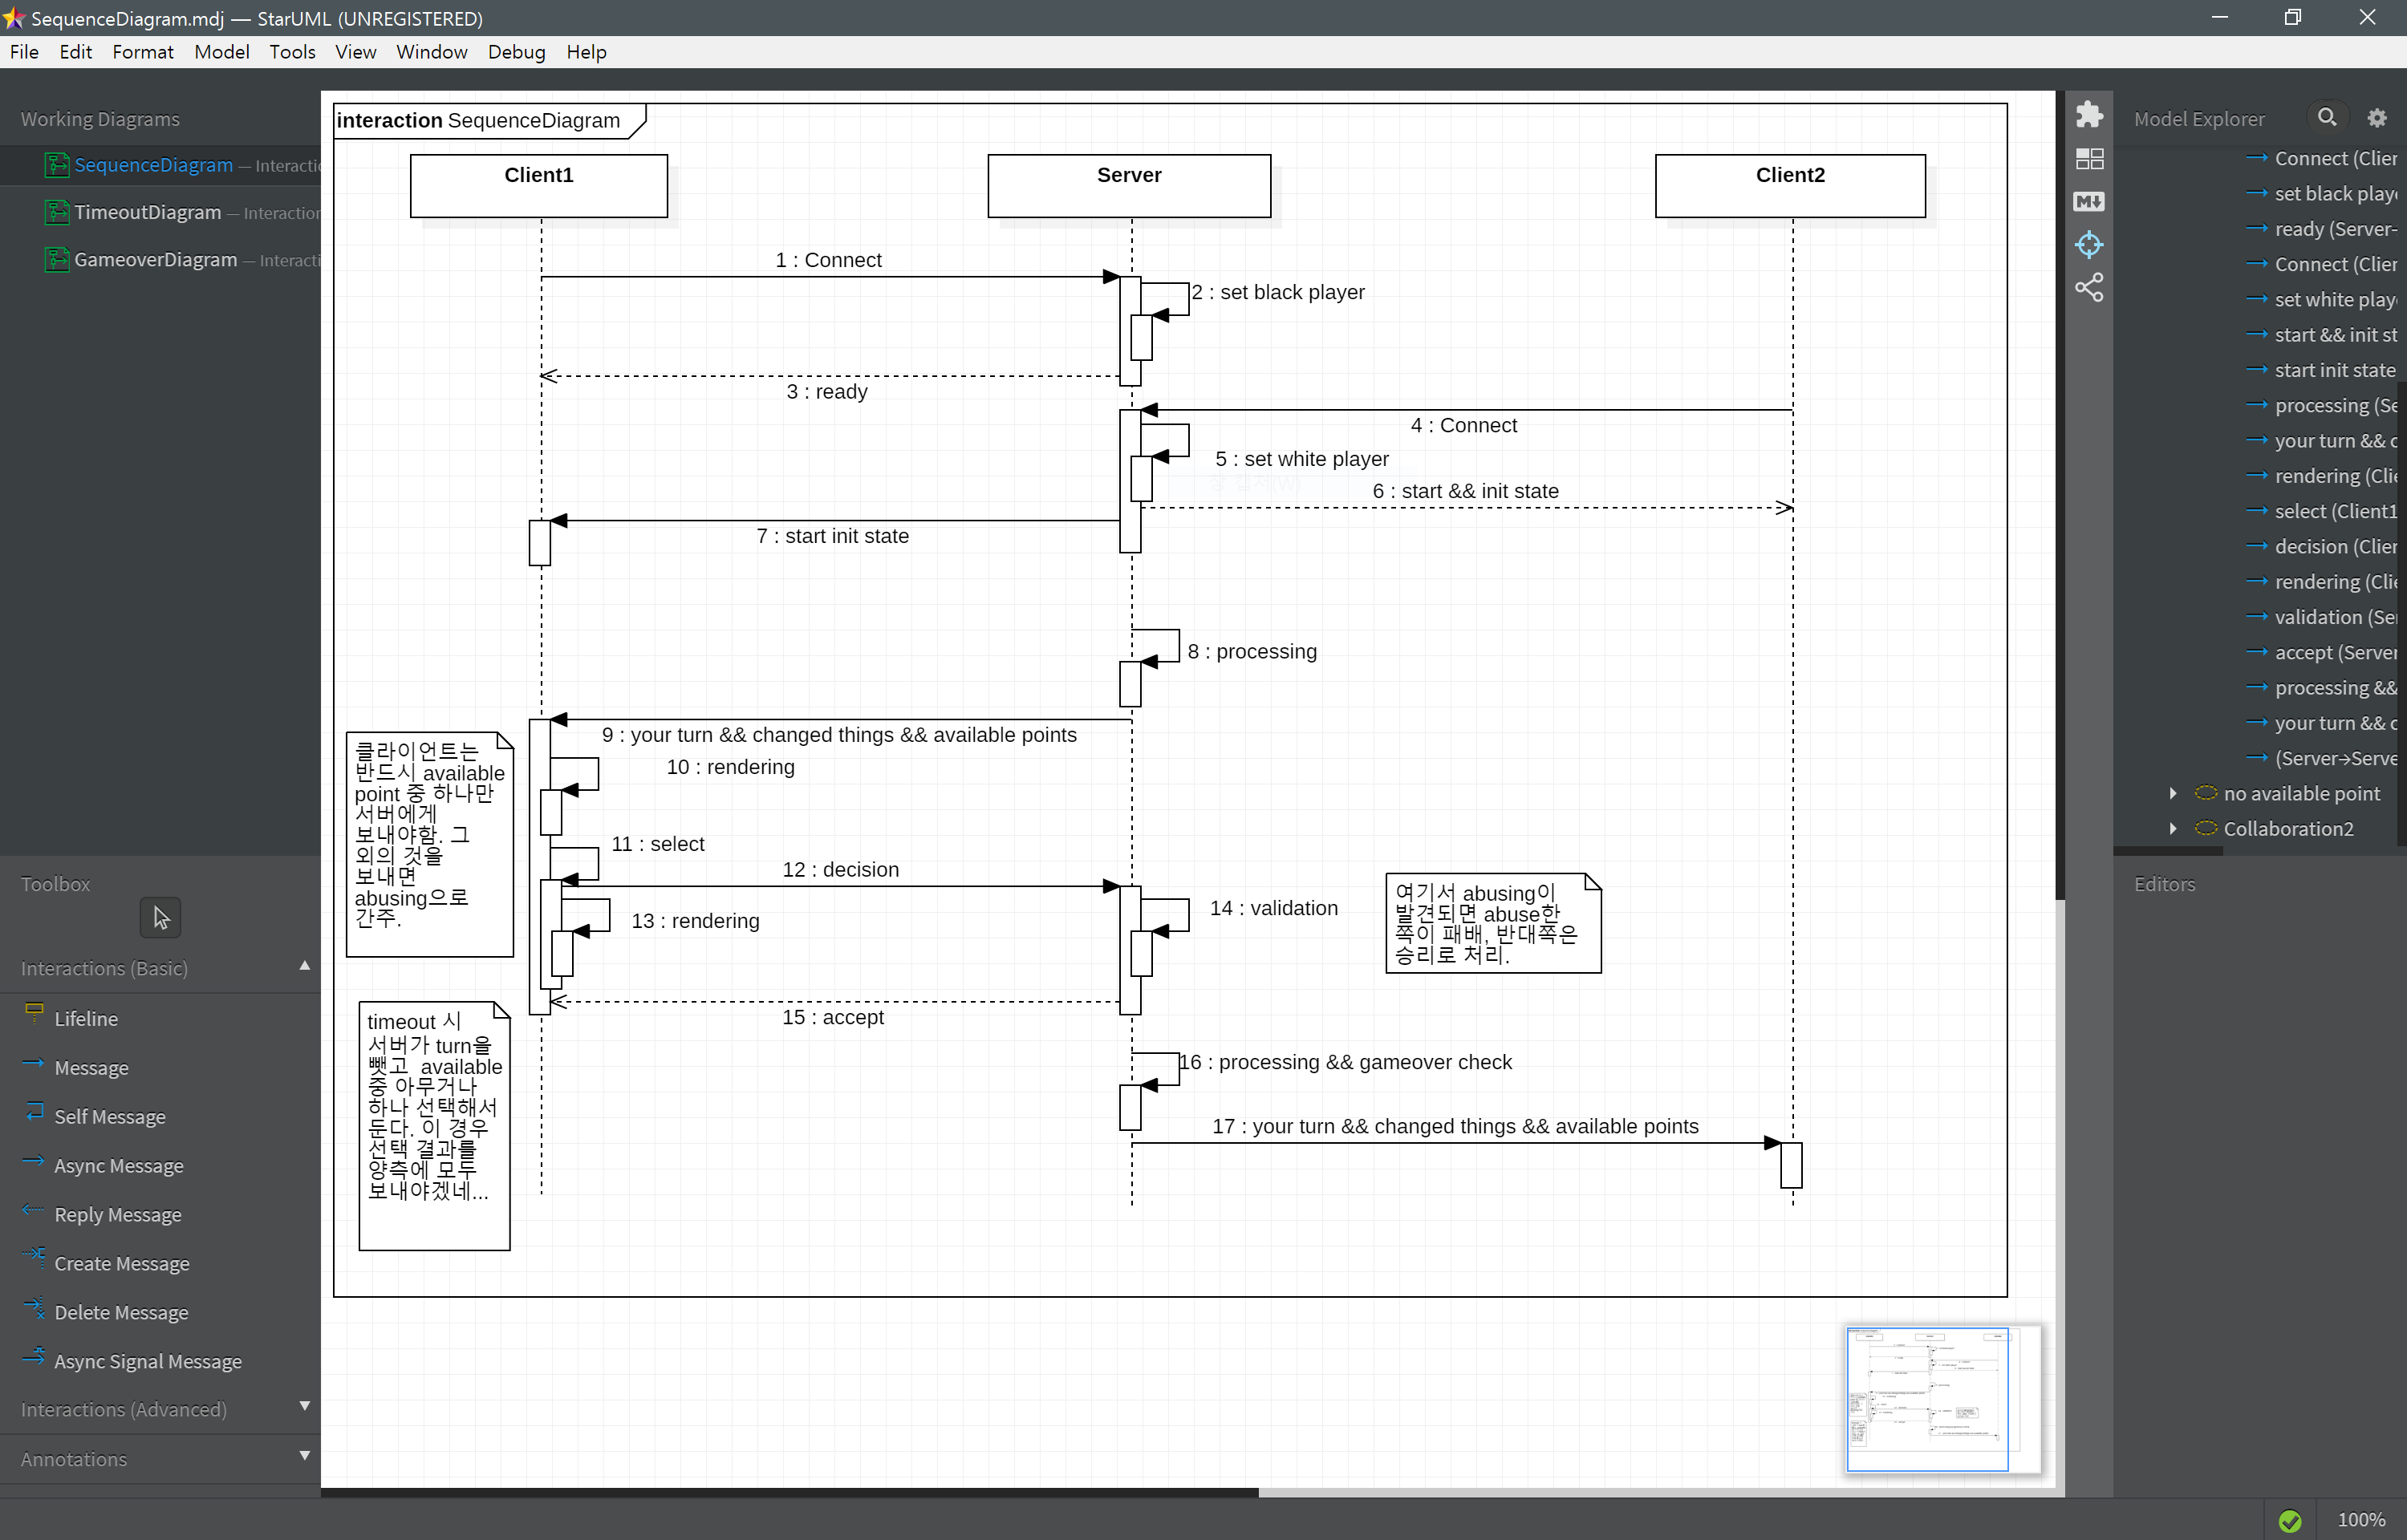 SequenceDiagram.mdj — StarUML (UNREGISTERED)
File Edit Format Model Tools View Window Debug Help
Working Diagrams
SequenceDiagram — Interactio
TimeoutDiagram — Interaction
GameoverDiagram — Interacti
Toolbox
Interactions (Basic)
Lifeline
Message
Self Message
Async Message
Reply Message
Create Message
Delete Message
Async Signal Message
Interactions (Advanced)
Annotations
interaction SequenceDiagram
Client1
Server
Client2
1 : Connect
2 : set black player
3 : ready
4 : Connect
5 : set white player
6 : start && init state
7 : start init state
8 : processing
9 : your turn && changed things && available points
10 : rendering
11 : select
12 : decision
13 : rendering
14 : validation
15 : accept
16 : processing && gameover check
17 : your turn && changed things && available points
클라이언트는
반드시 available
point 중 하나만
서버에게
보내야함. 그
외의 것을
보내면
abusing으로
간주.
timeout 시
서버가 turn을
뺏고 available
중 아무거나
하나 선택해서
둔다. 이 경우
선택 결과를
양측에 모두
보내야겠네...
여기서 abusing이
발견되면 abuse한
쪽이 패배, 반대쪽은
승리로 처리.
M
Model Explorer
Connect (Clier
set black play
ready (Server-
Connect (Clier
set white play
start && init st
start init state
processing (Se
your turn && c
rendering (Clie
select (Client1
decision (Clier
rendering (Clie
validation (Se
accept (Server
processing &&
your turn && c
(Server→Serve
no available point
Collaboration2
Editors
100%